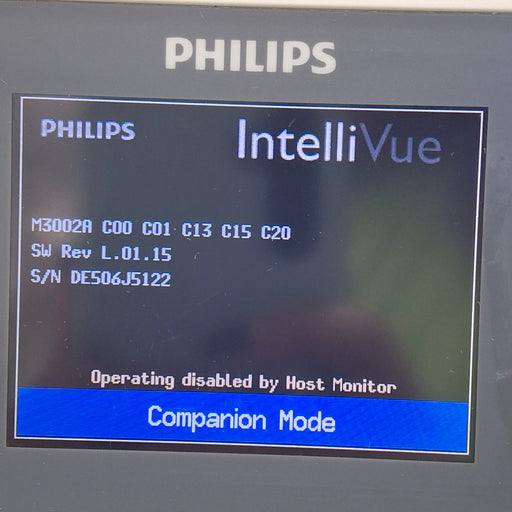 PHILIPS
PHILIPS IntelliVue
M3002A C00 C01 C13 C15 C20
SW Rev L.01.15
S/N DE506J5122
Operating disabled by Host Monitor
Companion Mode